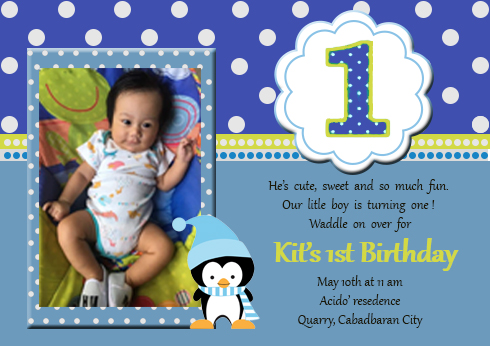 1
He's cute, sweet and so much fun.
Our litle boy is turning one !
Waddle on over for
Kit's 1st Birthday
May 10th at 11 am
Acido' resedence
Quarry, Cabadbaran City